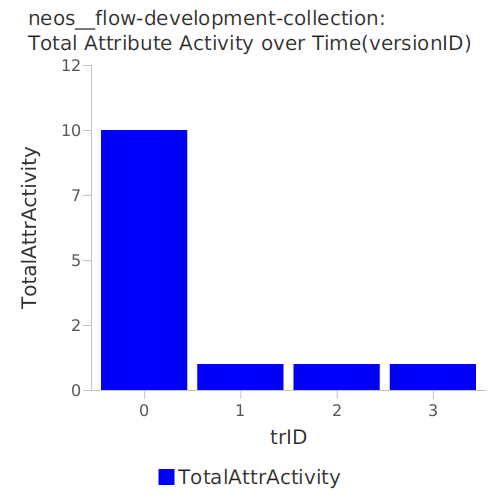 neos__flow-development-collection:
Total Attribute Activity over Time(versionID)
12
10
7
5
2
0
TotalAttrActivity
0 1 2 3
trID
TotalAttrActivity